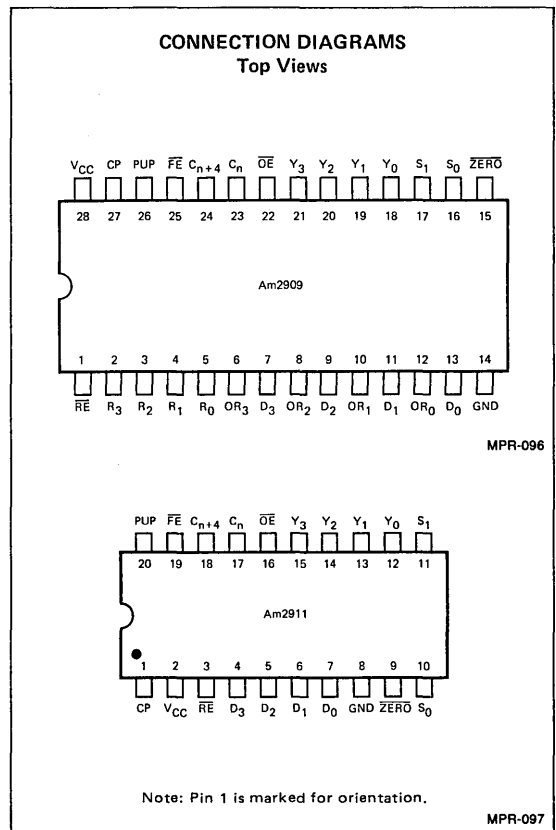 CONNECTION DIAGRAMS
Top Views
VCC CP PUP FE Cn+4 Cn OE Y3 Y2 Y1 Y0 S1 S0 ZERO
28 27 26 25 24 23 22 21 20 19 18 17 16 15
Am2909
1 2 3 4 5 6 7 8 9 10 11 12 13 14
RE R3 R2 R1 R0 OR3 D3 OR2 D2 OR1 D1 OR0 D0 GND
MPR-096
PUP FE Cn+4 Cn OE Y3 Y2 Y1 Y0 S1
20 19 18 17 16 15 14 13 12 11
Am2911
1 2 3 4 5 6 7 8 9 10
CP VCC RE D3 D2 D1 D0 GND ZERO S0
Note: Pin 1 is marked for orientation.
MPR-097